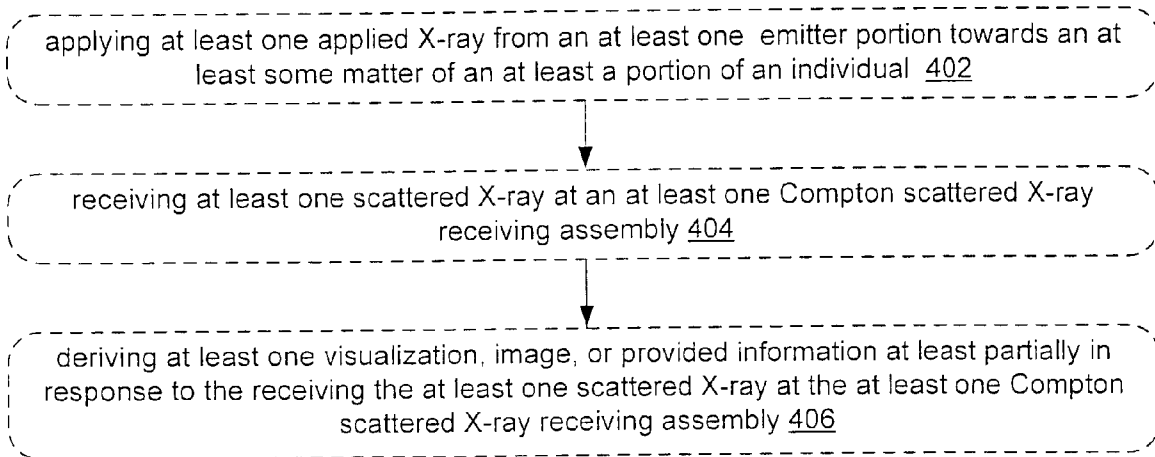 applying at least one applied X-ray from an at least one emitter portion towards an at
least some matter of an at least a portion of an individual 402
receiving at least one scattered X-ray at an at least one Compton scattered X-ray
receiving assembly 404
deriving at least one visualization, image, or provided information at least partially in
response to the receiving the at least one scattered X-ray at the at least one Compton
scattered X-ray receiving assembly 406